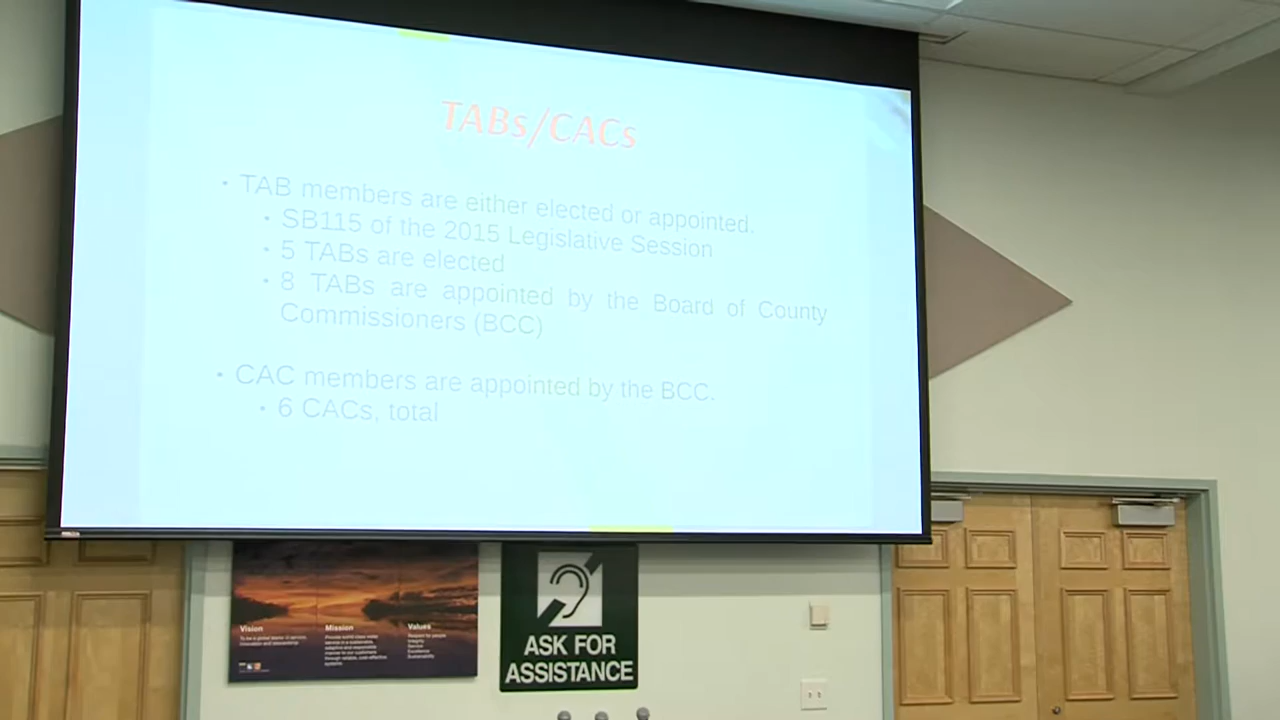 TABs/CACs
• TAB members are either elected or appointed.
• SB115 of the 2015 Legislative Session
• 5 TABs are elected
• 8 TABs are appointed by the Board of County
Commissioners (BCC)
• CAC members are appointed by the BCC.
• 6 CACs, total
Vision
Mission
Values
ASK FOR
ASSISTANCE